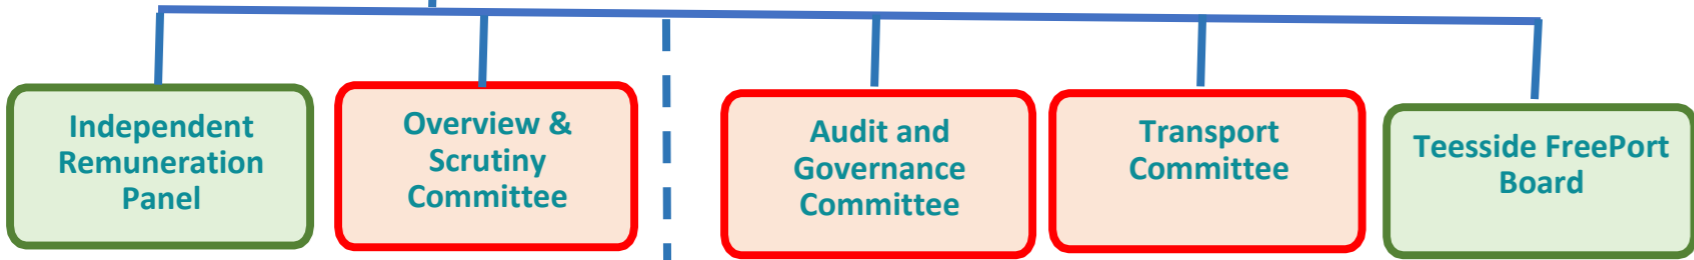 Independent
Remuneration
Panel
Overview &
Scrutiny
Committee
Audit and
Governance
Committee
Transport
Committee
Teesside FreePort
Board